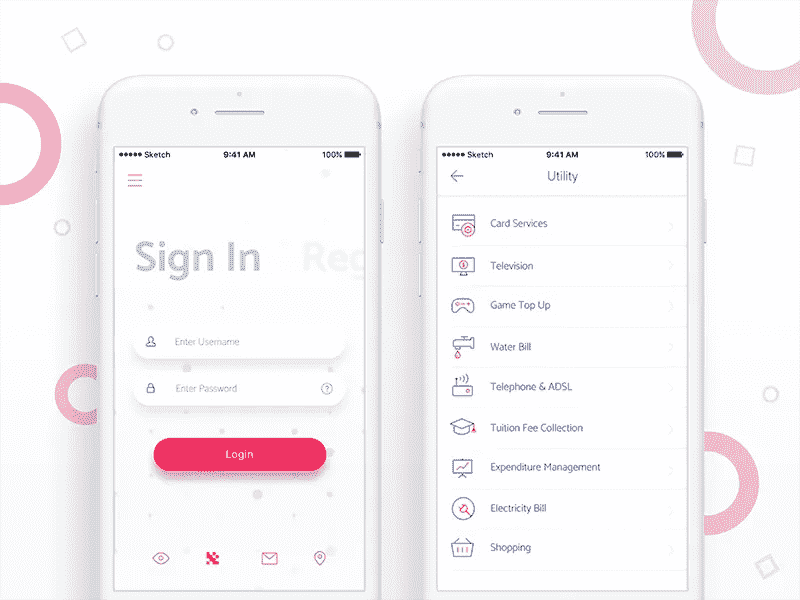 Sketch 9:41 AM 100%
Sign In Reg
Enter Username
Enter Password
Login
Sketch 9:41 AM 100%
Utility
Card Services
Television
Game Top Up
Water Bill
Telephone & ADSL
Tuition Fee Collection
Expenditure Management
Electricity Bill
Shopping